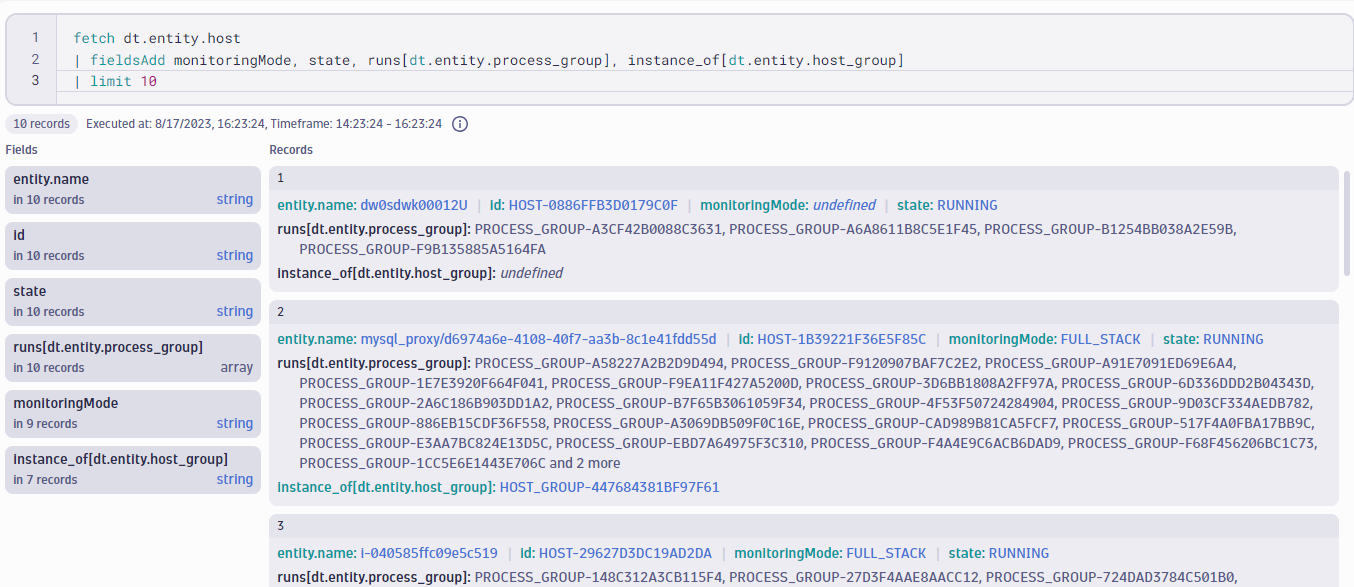 1 fetch dt.entity.host
2 | fieldsAdd monitoringMode, state, runs[dt.entity.process_group], instance_of[dt.entity.host_group]
3 | limit 10
10 records Executed at: 8/17/2023, 16:23:24, Timeframe: 14:23:24 - 16:23:24
Fields
entity.name
in 10 records string
id
in 10 records string
state
in 10 records string
runs[dt.entity.process_group]
in 10 records array
monitoringMode
in 9 records string
instance_of[dt.entity.host_group]
in 7 records string
Records
1
entity.name: dw0sdwk00012U | id: HOST-0886FFB3D0179C0F | monitoringMode: undefined | state: RUNNING
runs[dt.entity.process_group]: PROCESS_GROUP-A3CF42B0088C3631, PROCESS_GROUP-A6A8611B8C5E1F45, PROCESS_GROUP-B1254BB038A2E59B,
PROCESS_GROUP-F9B135885A5164FA
instance_of[dt.entity.host_group]: undefined
2
entity.name: mysql_proxy/d6974a6e-4108-40f7-aa3b-8c1e41fdd55d | id: HOST-1B39221F36E5F85C | monitoringMode: FULL_STACK | state: RUNNING
runs[dt.entity.process_group]: PROCESS_GROUP-A58227A2B2D9D494, PROCESS_GROUP-F9120907BAF7C2E2, PROCESS_GROUP-A91E7091ED69E6A4,
PROCESS_GROUP-1E7E3920F664F041, PROCESS_GROUP-F9EA11F427A5200D, PROCESS_GROUP-3D6BB1808A2FF97A, PROCESS_GROUP-6D336DDD2B04343D,
PROCESS_GROUP-2A6C186B903DD1A2, PROCESS_GROUP-B7F65B3061059F34, PROCESS_GROUP-4F53F50724284904, PROCESS_GROUP-9D03CF334AEDB782,
PROCESS_GROUP-886EB15CDF36F558, PROCESS_GROUP-A3069DB509F0C16E, PROCESS_GROUP-CAD989B81CA5FCF7, PROCESS_GROUP-517F4A0FBA17BB9C,
PROCESS_GROUP-E3AA7BC824E13D5C, PROCESS_GROUP-EBD7A64975F3C310, PROCESS_GROUP-F4A4E9C6ACB6DAD9, PROCESS_GROUP-F68F456206BC1C73,
PROCESS_GROUP-1CC5E6E1443E706C and 2 more
instance_of[dt.entity.host_group]: HOST_GROUP-447684381BF97F61
3
entity.name: i-040585ffc09e5c519 | id: HOST-29627D3DC19AD2DA | monitoringMode: FULL_STACK | state: RUNNING
runs[dt.entity.process_group]: PROCESS_GROUP-148C312A3CB115F4, PROCESS_GROUP-27D3F4AAE8AACC12, PROCESS_GROUP-724DAD3784C501B0,